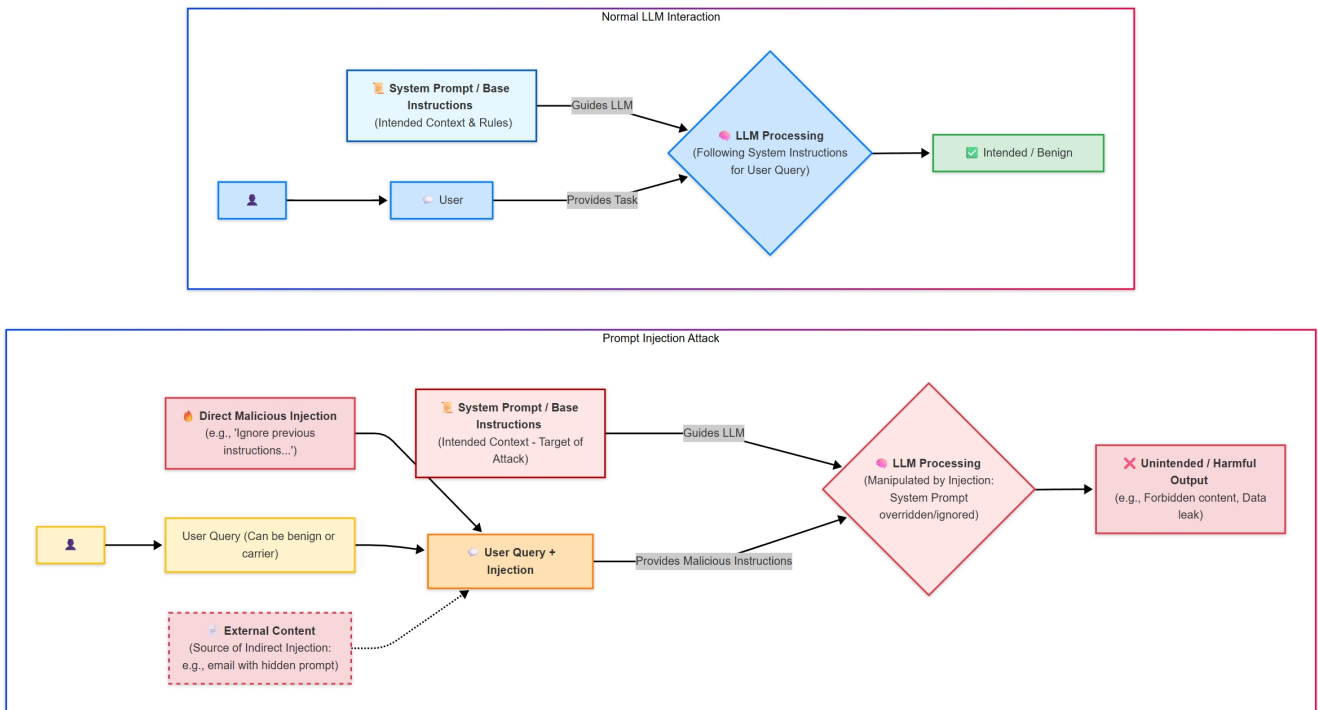 Normal LLM Interaction
📜 System Prompt / Base
Instructions
(Intended Context & Rules)
Guides LLM
🧠 LLM Processing
(Following System Instructions
for User Query)
✅ Intended / Benign
👤
💬 User
Provides Task
Prompt Injection Attack
🔥 Direct Malicious Injection
(e.g., 'Ignore previous
instructions...')
📜 System Prompt / Base
Instructions
(Intended Context - Target of
Attack)
Guides LLM
🧠 LLM Processing
(Manipulated by Injection:
System Prompt
overridden/ignored)
❌ Unintended / Harmful
Output
(e.g., Forbidden content, Data
leak)
👤
User Query (Can be benign or
carrier)
💬 User Query +
Injection
Provides Malicious Instructions
📄 External Content
(Source of Indirect Injection:
e.g., email with hidden prompt)